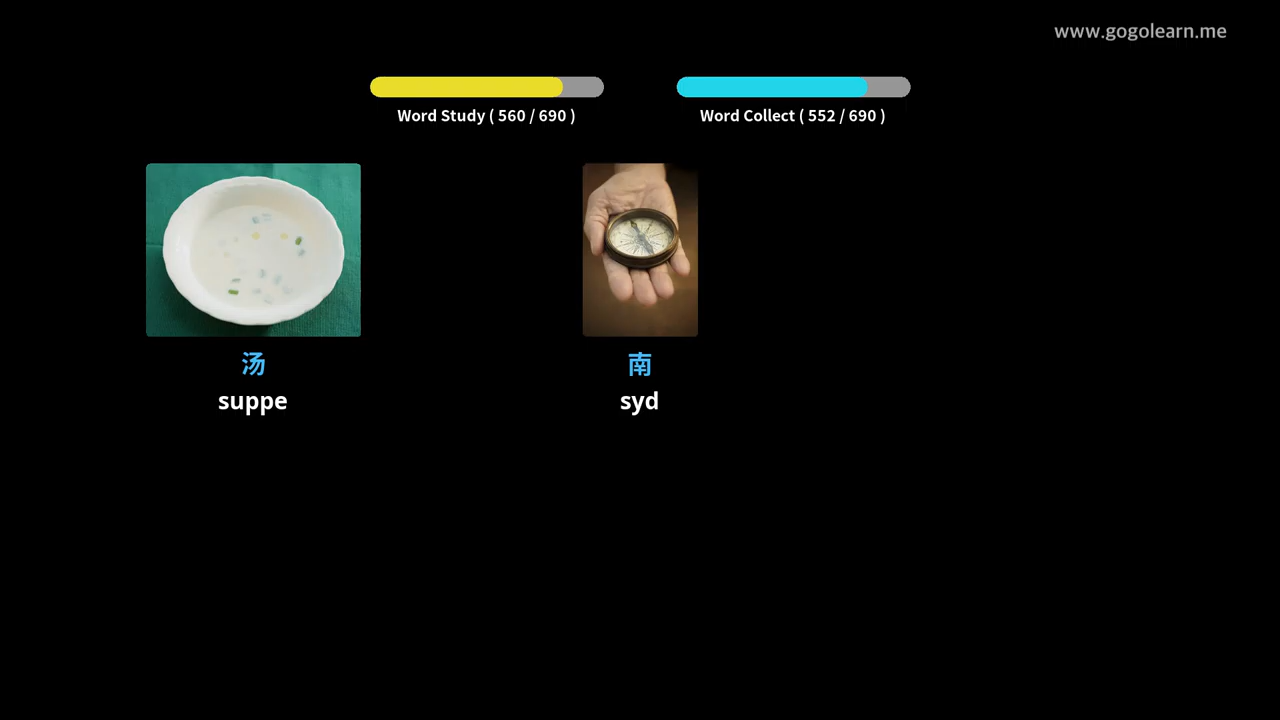 www.gogolearn.me
Word Study ( 560 / 690 )
Word Collect ( 552 / 690 )
汤
suppe
南
syd